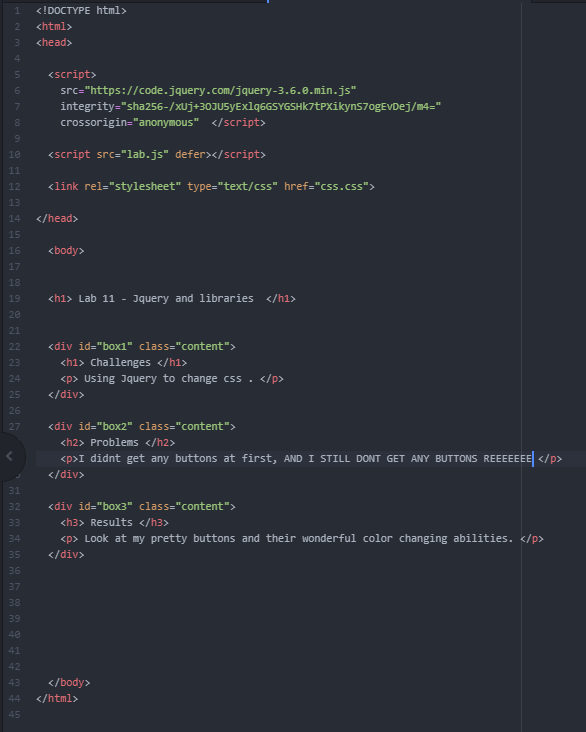 1 <!DOCTYPE html>
2 <html>
3 <head>
4
5 <script>
6 src="https://code.jquery.com/jquery-3.6.0.min.js"
7 integrity="sha256-/xUj+3OJU5yExlq6GSYGSHk7tPXikynS7ogEvDej/m4="
8 crossorigin="anonymous" </script>
9
10 <script src="lab.js" defer></script>
11
12 <link rel="stylesheet" type="text/css" href="css.css">
13
14 </head>
15
16 <body>
17
18
19 <h1> Lab 11 - Jquery and libraries </h1>
20
21
22 <div id="box1" class="content">
23 <h1> Challenges </h1>
24 <p> Using Jquery to change css . </p>
25 </div>
26
27 <div id="box2" class="content">
<h2> Problems </h2>
<p>I didnt get any buttons at first, AND I STILL DONT GET ANY BUTTONS REEEEEEE </p>
</div>
31
32 <div id="box3" class="content">
33 <h3> Results </h3>
34 <p> Look at my pretty buttons and their wonderful color changing abilities. </p>
35 </div>
36
37
38
39
40
41
42
43 </body>
44 </html>
45